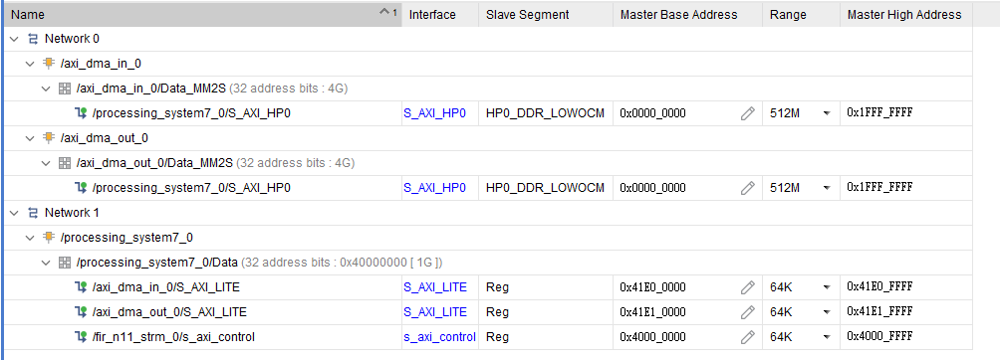 Name 1 Interface Slave Segment Master Base Address Range Master High Address
Network 0
/axi_dma_in_0
/axi_dma_in_0/Data_MM2S (32 address bits : 4G)
/processing_system7_0/S_AXI_HP0 S_AXI_HP0 HP0_DDR_LOWOCM 0x0000_0000 512M 0x1FFF_FFFF
/axi_dma_out_0
/axi_dma_out_0/Data_MM2S (32 address bits : 4G)
/processing_system7_0/S_AXI_HP0 S_AXI_HP0 HP0_DDR_LOWOCM 0x0000_0000 512M 0x1FFF_FFFF
Network 1
/processing_system7_0
/processing_system7_0/Data (32 address bits : 0x40000000 [ 1G ])
/axi_dma_in_0/S_AXI_LITE S_AXI_LITE Reg 0x41E0_0000 64K 0x41E0_FFFF
/axi_dma_out_0/S_AXI_LITE S_AXI_LITE Reg 0x41E1_0000 64K 0x41E1_FFFF
/fir_n11_strm_0/s_axi_control s_axi_control Reg 0x4000_0000 64K 0x4000_FFFF